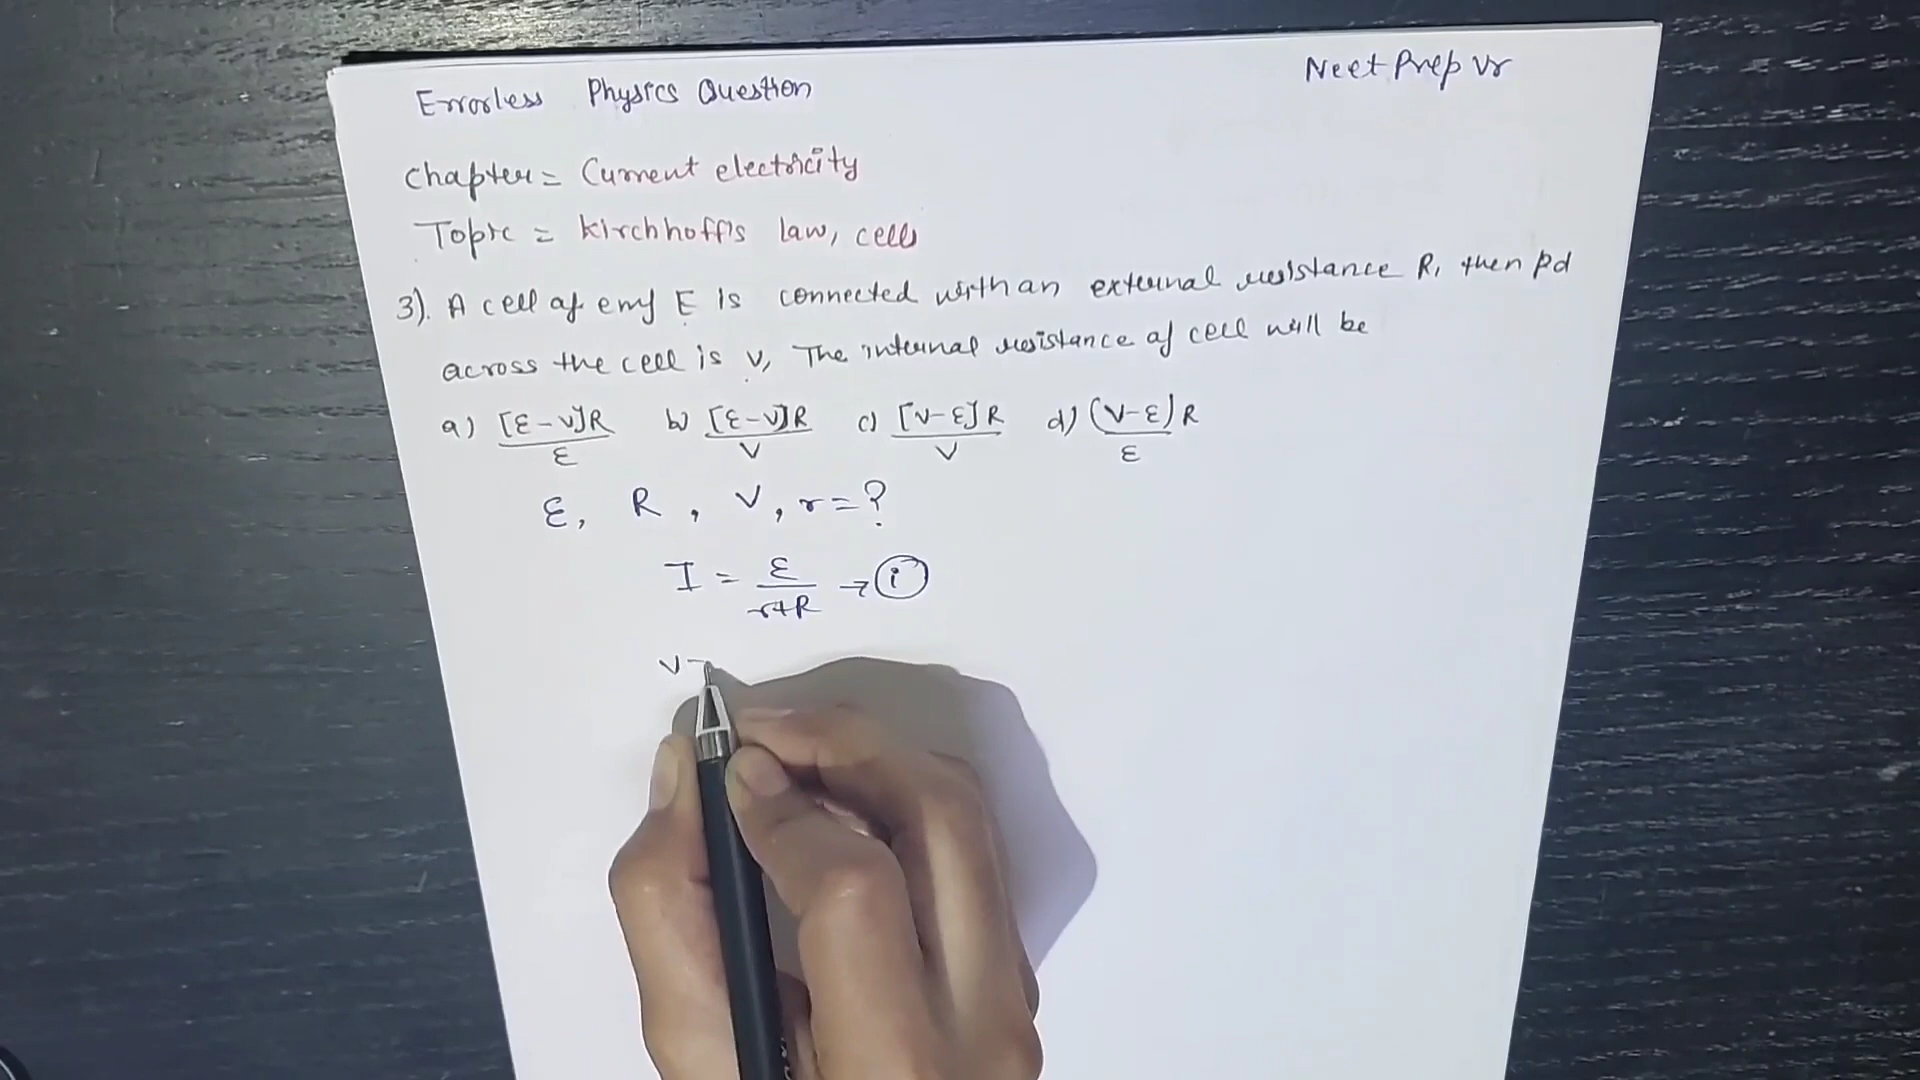 Errorless Physics Question
Neet Prep Vr
Chapter = Current electricity
Topic = Kirchhoff's law, cell
3). A cell of emf E is connected with an external resistance R, then pd
across the cell is V, The internal resistance of cell will be
a) [ε-V]R/ε b) [ε-V]R/V c) [V-ε]R/V d) (V-ε)R/ε
ε, R, V, r=?
I = ε/r+R → (i)
V